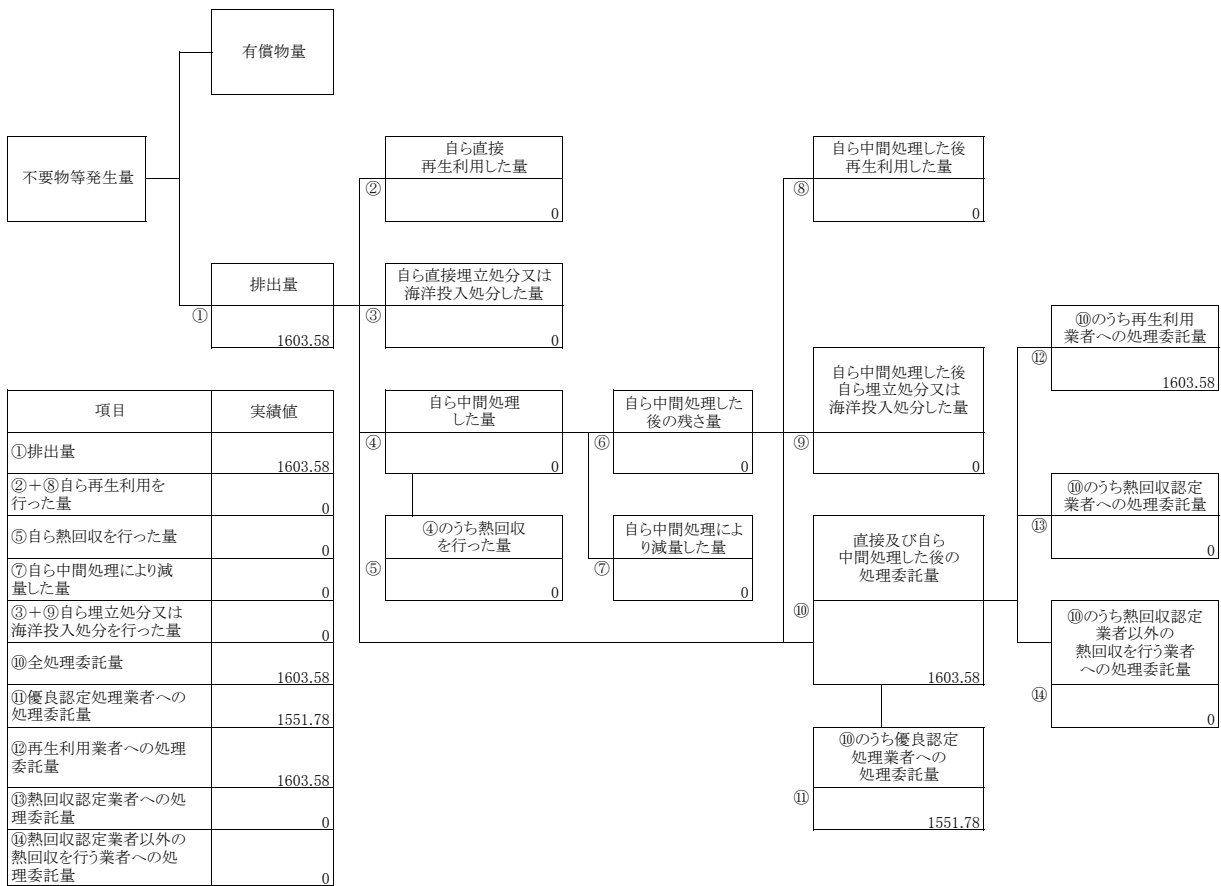 有償物量
不要物等発生量
排出量
①
1603.58
自ら直接
再生利用した量
②
0
自ら直接埋立処分又は
海洋投入処分した量
③
0
自ら中間処理
した量
④
0
④のうち熱回収
を行った量
⑤
0
自ら中間処理した
後の残さ量
⑥
0
自ら中間処理によ
り減量した量
⑦
0
自ら中間処理した後
再生利用した量
⑧
0
自ら中間処理した後
自ら埋立処分又は
海洋投入処分した量
⑨
0
直接及び自ら
中間処理した後の
処理委託量
⑩
1603.58
⑩のうち優良認定
処理業者への
処理委託量
⑪
1551.78
⑩のうち再生利用
業者への処理委託量
⑫
1603.58
⑩のうち熱回収認定
業者への処理委託量
⑬
0
⑩のうち熱回収認定
業者以外の
熱回収を行う業者
への処理委託量
⑭
0
項目 実績値
①排出量
1603.58
②+⑧自ら再生利用を
行った量
0
⑤自ら熱回収を行った量
0
⑦自ら中間処理により減
量した量
0
③+⑨自ら埋立処分又は
海洋投入処分を行った量
0
⑩全処理委託量
1603.58
⑪優良認定処理業者への
処理委託量
1551.78
⑫再生利用業者への処理
委託量
1603.58
⑬熱回収認定業者への処
理委託量
0
⑭熱回収認定業者以外の
熱回収を行う業者への処
理委託量
0